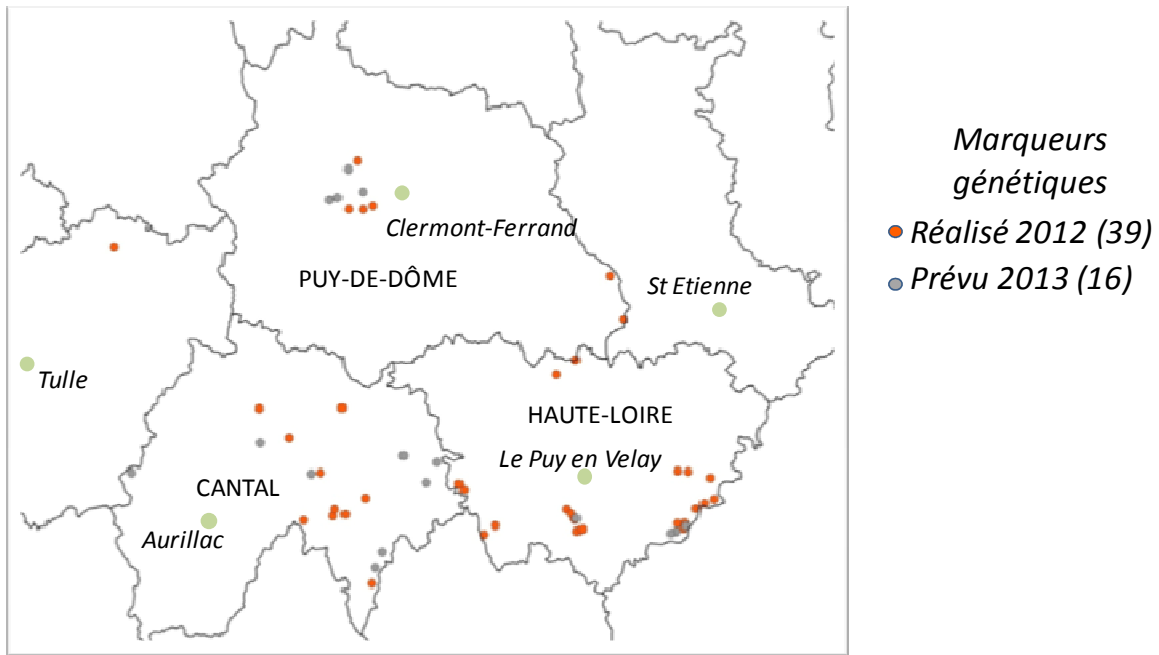 Clermont-Ferrand
PUY-DE-DÔME
St Etienne
Tulle
HAUTE-LOIRE
Le Puy en Velay
CANTAL
Aurillac
Marqueurs
génétiques
Réalisé 2012 (39)
Prévu 2013 (16)